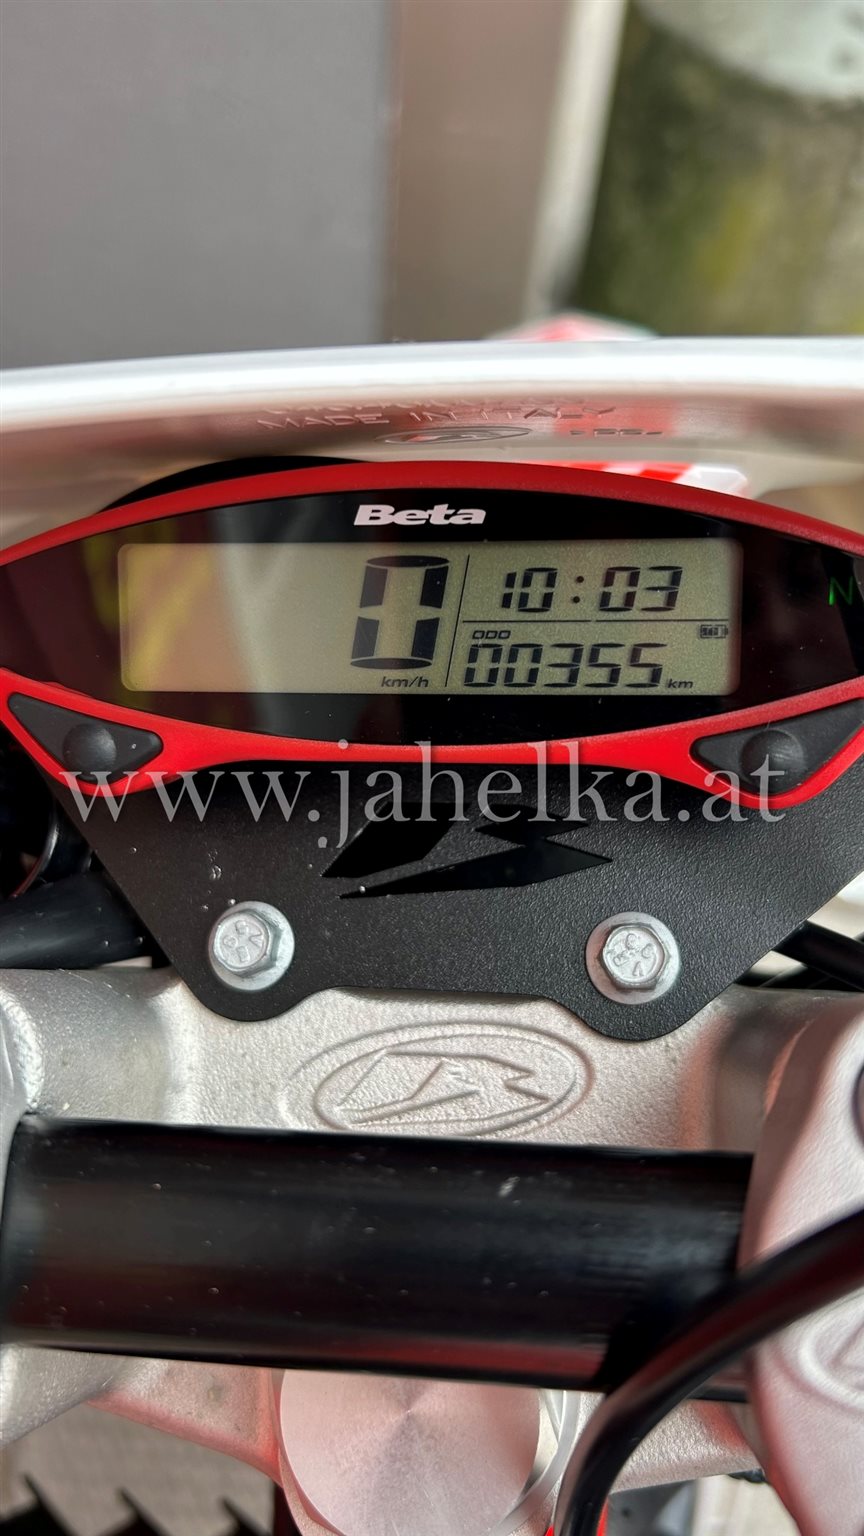 MADE IN ITALY
Beta
10:03
0
km/h
ODO
00355 km
N
www.jahelka.at